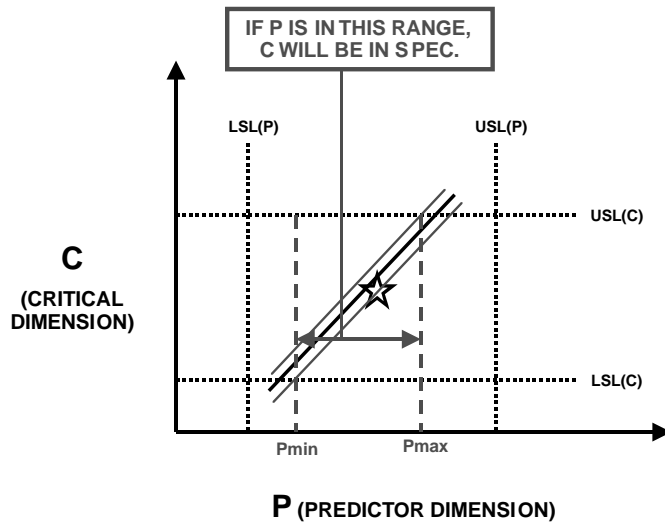 IF P IS IN THIS RANGE,
C WILL BE IN SPEC.
LSL(P)
USL(P)
USL(C)
C
(CRITICAL
DIMENSION)
LSL(C)
Pmin
Pmax
P (PREDICTOR DIMENSION)